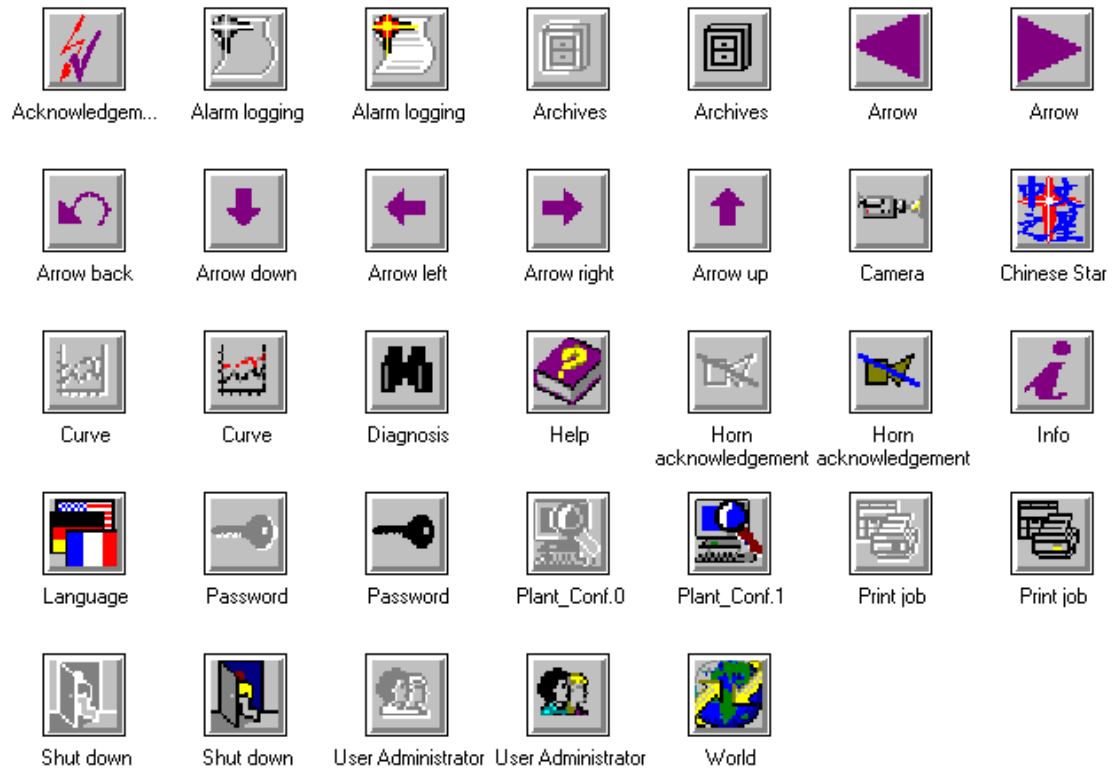 Acknowledgem... Alarm logging Alarm logging Archives Archives Arrow Arrow
Arrow back Arrow down Arrow left Arrow right Arrow up Camera Chinese Star
Curve Curve Diagnosis Help Horn acknowledgement Horn acknowledgement Info
Language Password Password Plant_Conf.0 Plant_Conf.1 Print job Print job
Shut down Shut down User Administrator User Administrator World